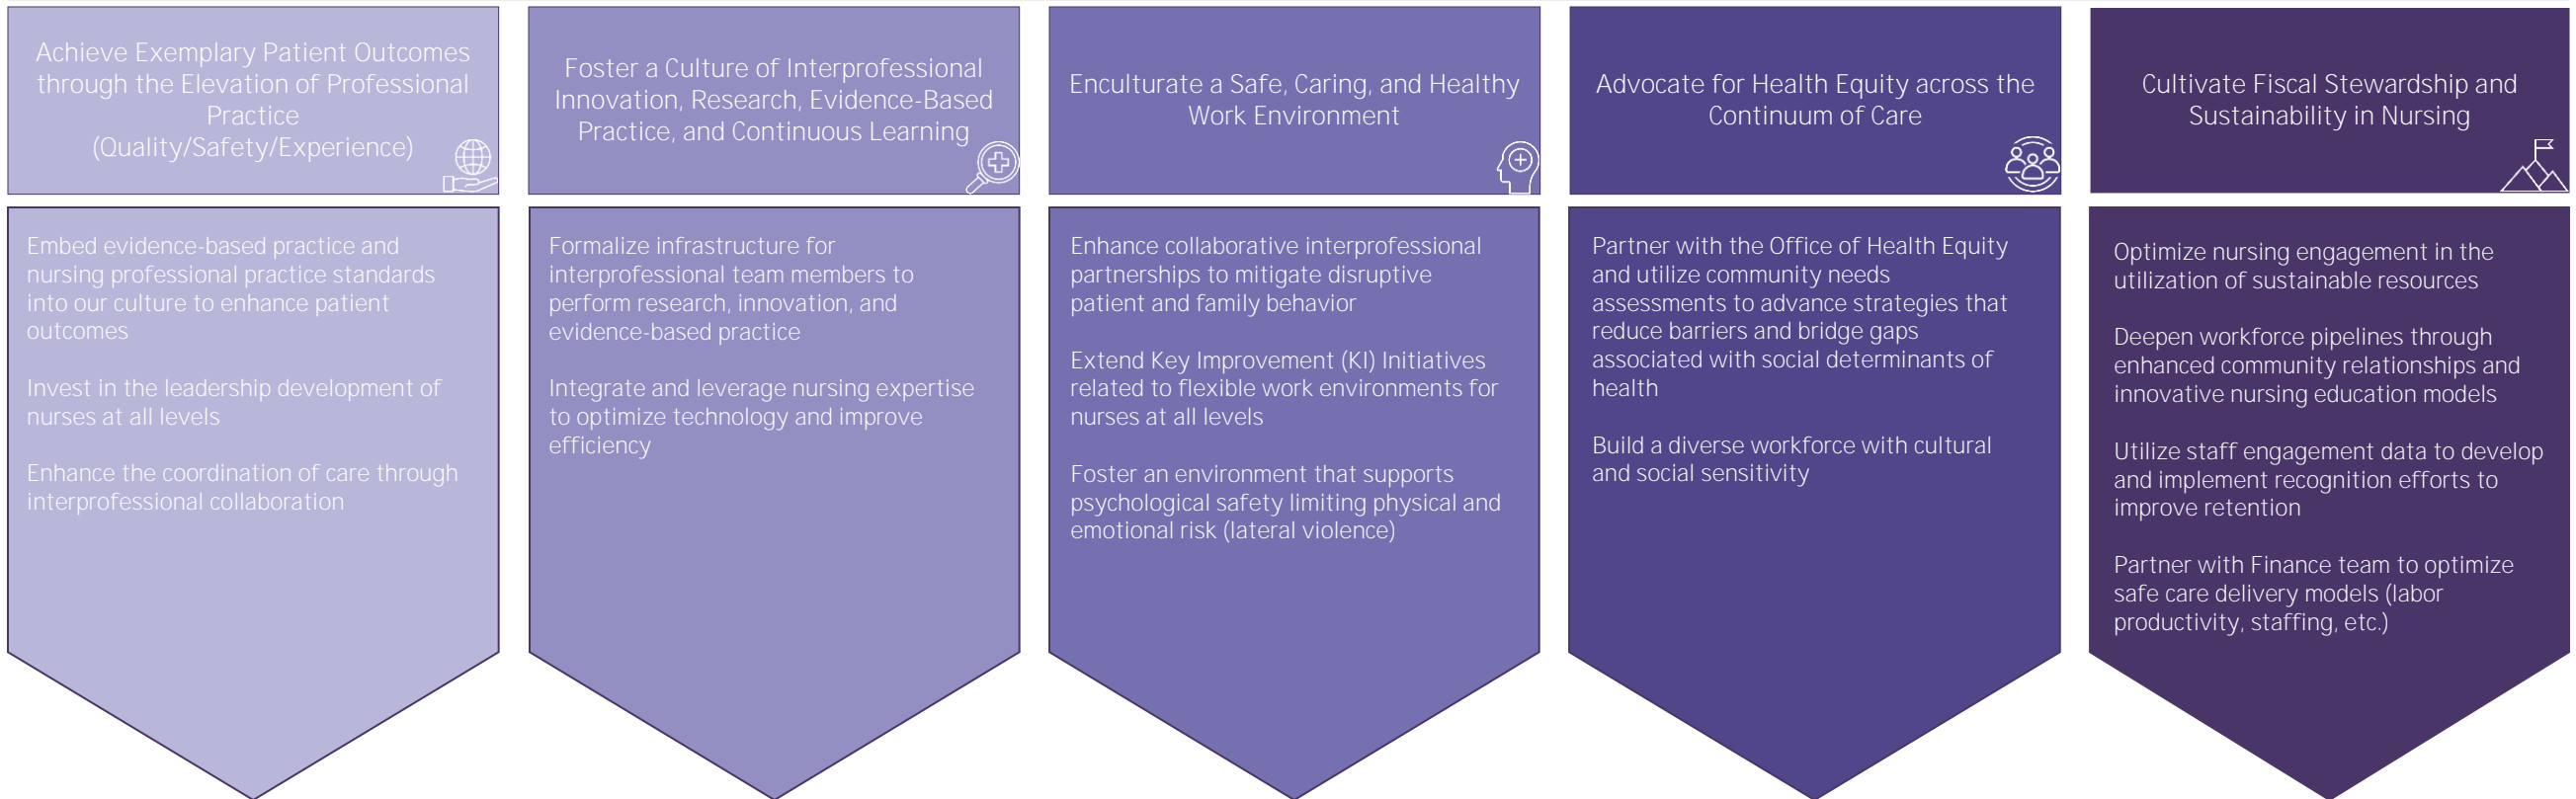 Achieve Exemplary Patient Outcomes
through the Elevation of Professional
Practice
(Quality/Safety/Experience)
Embed evidence-based practice and
nursing professional practice standards
into our culture to enhance patient
outcomes
Invest in the leadership development of
nurses at all levels
Enhance the coordination of care through
interprofessional collaboration
Foster a Culture of Interprofessional
Innovation, Research, Evidence-Based
Practice, and Continuous Learning
Formalize infrastructure for
interprofessional team members to
perform research, innovation, and
evidence-based practice
Integrate and leverage nursing expertise
to optimize technology and improve
efficiency
Enculturate a Safe, Caring, and Healthy
Work Environment
Enhance collaborative interprofessional
partnerships to mitigate disruptive
patient and family behavior
Extend Key Improvement (KI) Initiatives
related to flexible work environments for
nurses at all levels
Foster an environment that supports
psychological safety limiting physical and
emotional risk (lateral violence)
Advocate for Health Equity across the
Continuum of Care
Partner with the Office of Health Equity
and utilize community needs
assessments to advance strategies that
reduce barriers and bridge gaps
associated with social determinants of
health
Build a diverse workforce with cultural
and social sensitivity
Cultivate Fiscal Stewardship and
Sustainability in Nursing
Optimize nursing engagement in the
utilization of sustainable resources
Deepen workforce pipelines through
enhanced community relationships and
innovative nursing education models
Utilize staff engagement data to develop
and implement recognition efforts to
improve retention
Partner with Finance team to optimize
safe care delivery models (labor
productivity, staffing, etc.)